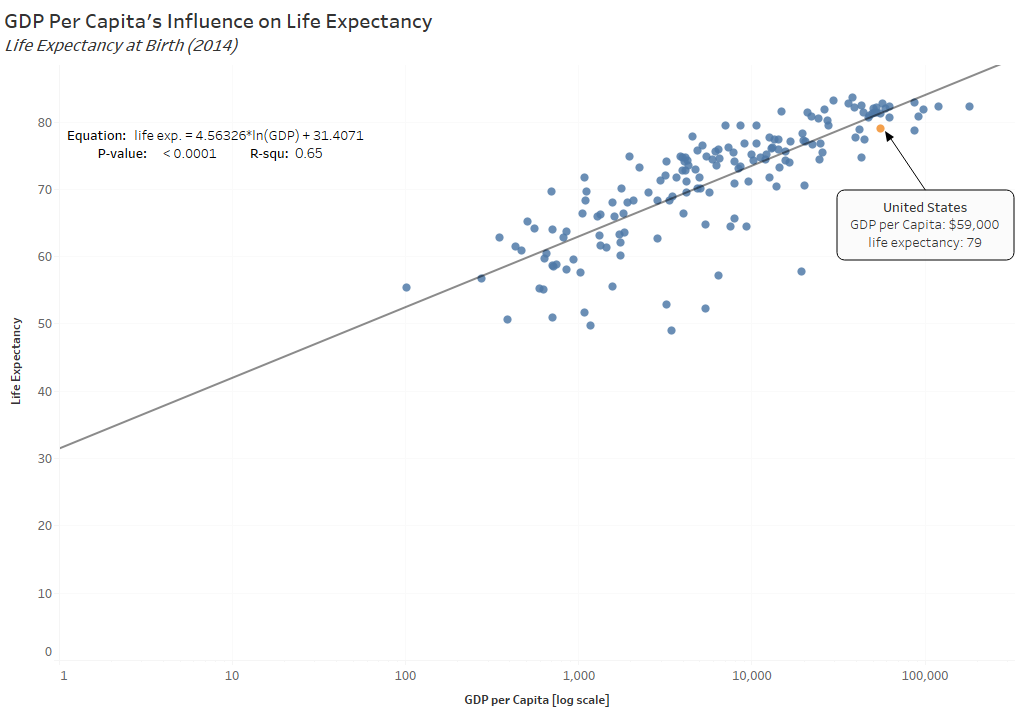 GDP Per Capita's Influence on Life Expectancy
Life Expectancy at Birth (2014)
80
Equation: life exp. = 4.56326*ln(GDP) + 31.4071
P-value: < 0.0001 R-squ: 0.65
70
United States
GDP per Capita: $59,000
life expectancy: 79
60
50
Life Expectancy
40
30
20
10
0
1 10 100 1,000 10,000 100,000
GDP per Capita [log scale]